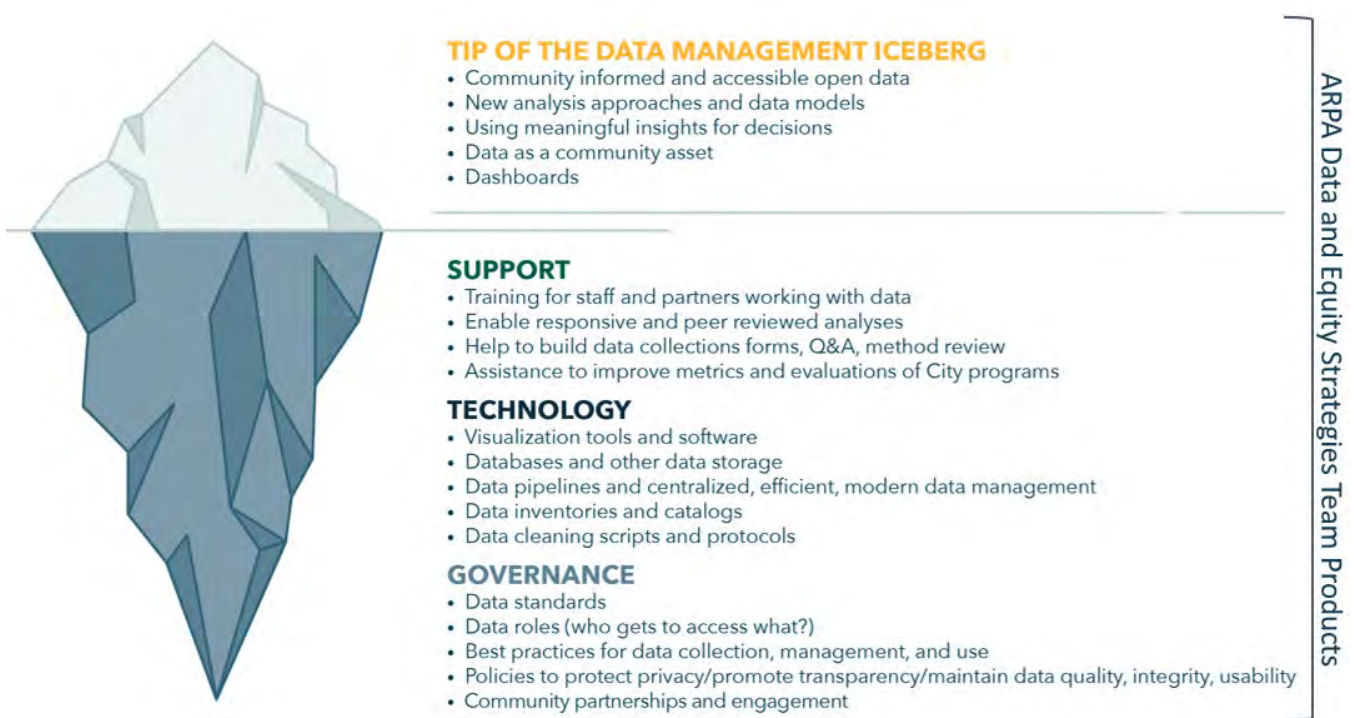 TIP OF THE DATA MANAGEMENT ICEBERG
• Community informed and accessible open data
• New analysis approaches and data models
• Using meaningful insights for decisions
• Data as a community asset
• Dashboards
SUPPORT
• Training for staff and partners working with data
• Enable responsive and peer reviewed analyses
• Help to build data collections forms, Q&A, method review
• Assistance to improve metrics and evaluations of City programs
TECHNOLOGY
• Visualization tools and software
• Databases and other data storage
• Data pipelines and centralized, efficient, modern data management
• Data inventories and catalogs
• Data cleaning scripts and protocols
GOVERNANCE
• Data standards
• Data roles (who gets to access what?)
• Best practices for data collection, management, and use
• Policies to protect privacy/promote transparency/maintain data quality, integrity, usability
• Community partnerships and engagement
ARPA Data and Equity Strategies Team Products